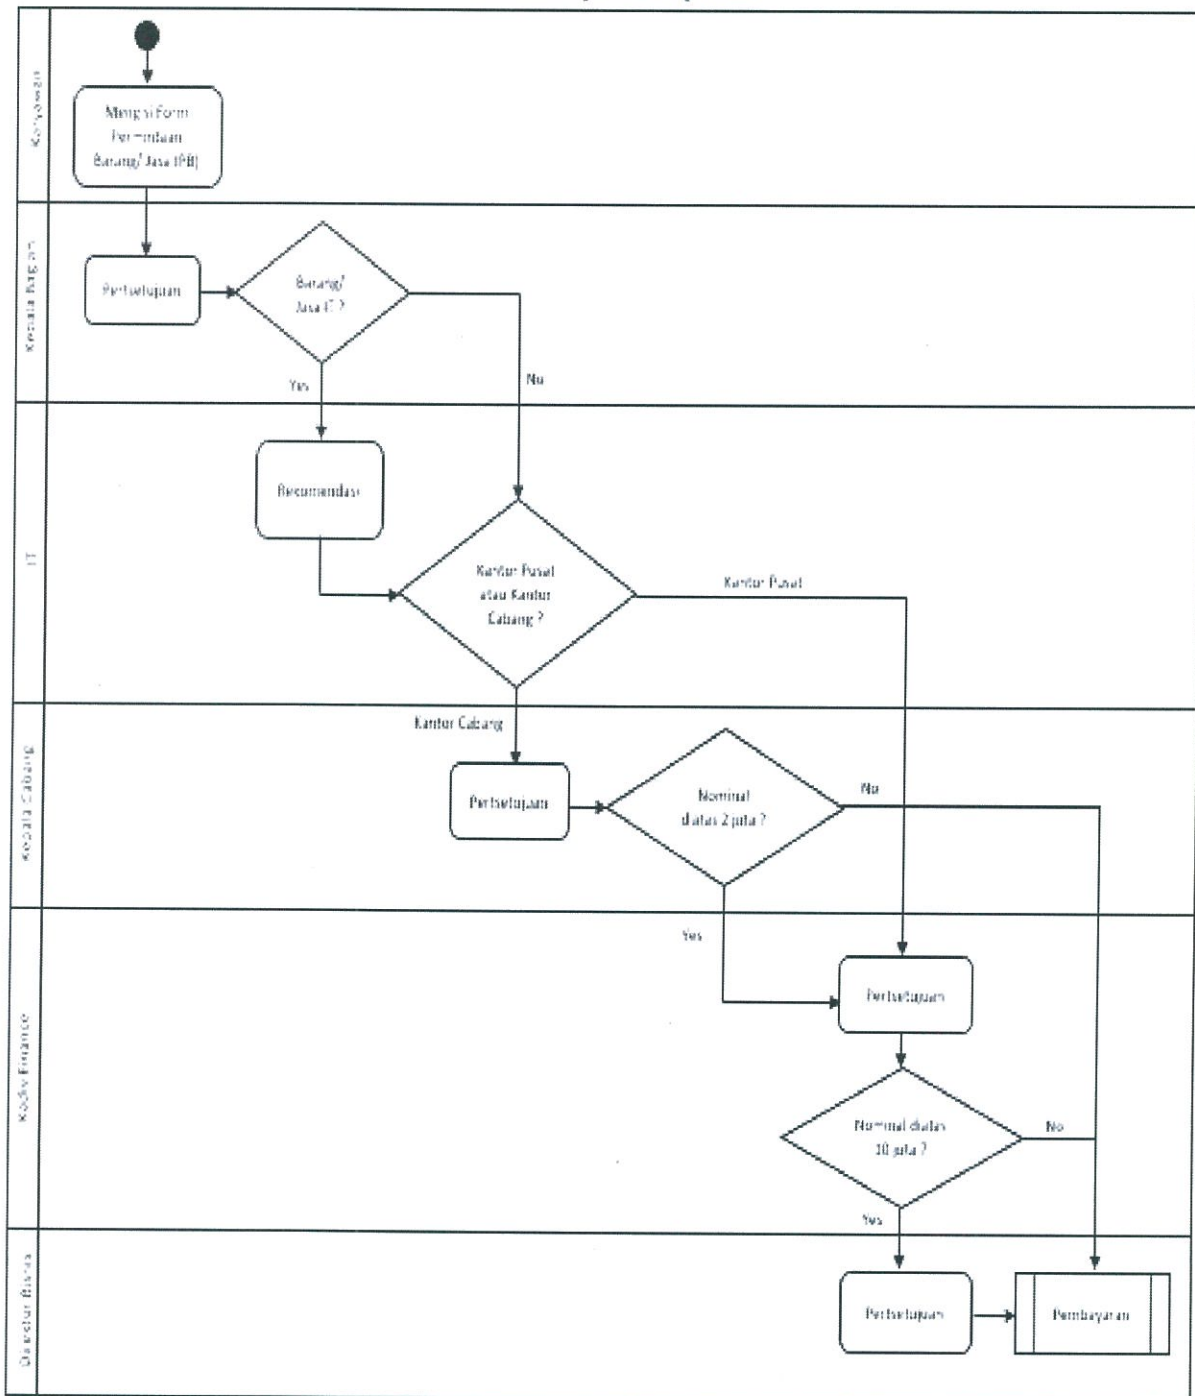 Karyawan
Mengisi Form
Permintaan
Barang/ Jasa (PB)
Kepala Bagian
Persetujuan
Barang/
Jasa IT ?
Yes
No
IT
Rekomendasi
Kantor Pusat
atau Kantor
Cabang ?
Kantor Pusat
Kepala Cabang
Kantor Cabang
Persetujuan
Nominal
diatas 2 juta ?
No
Kadiv Finance
Yes
Persetujuan
Nominal diatas
10 juta ?
No
Yes
Direktur Bisnis
Persetujuan
Pembayaran